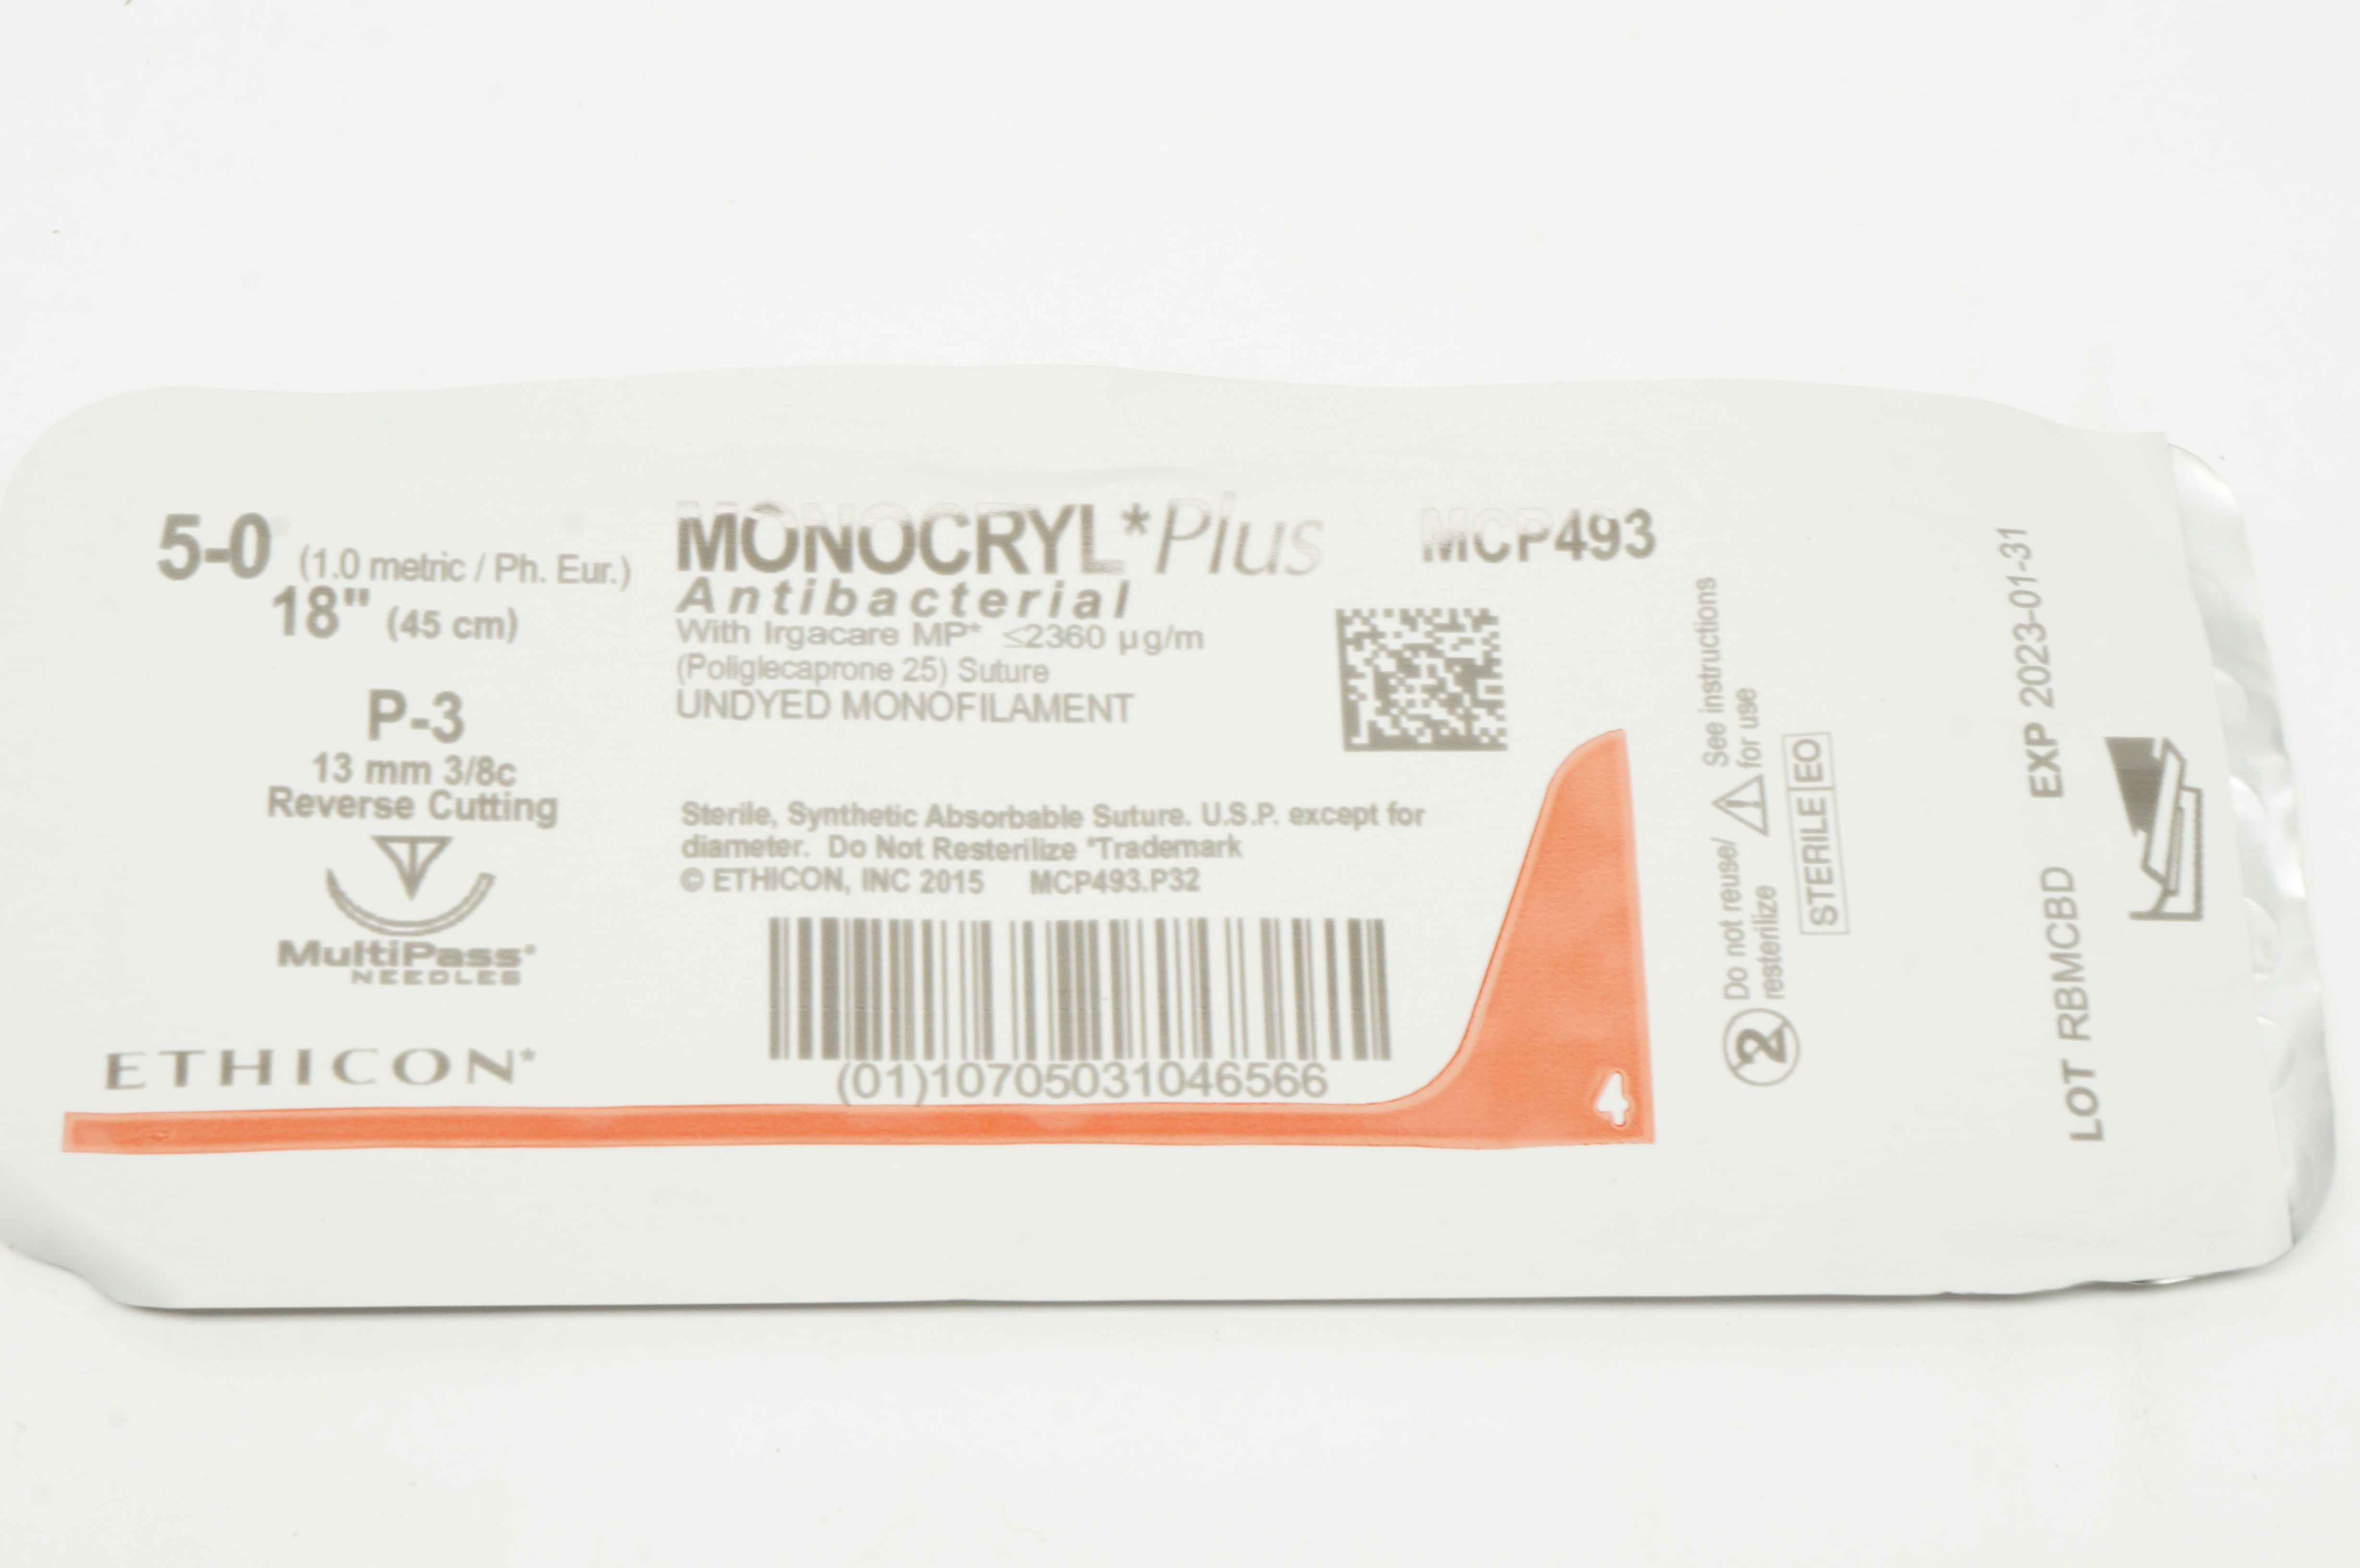 5-0 (1.0 metric / Ph. Eur.)
18" (45 cm)
P-3
13 mm 3/8c
Reverse Cutting
MultiPass*
NEEDLES
ETHICON*
MONOCRYL* Plus
Antibacterial
With Irgacare MP* ≤2360 µg/m
(Poliglecaprone 25) Suture
UNDYED MONOFILAMENT
MCP493
Sterile, Synthetic Absorbable Suture. U.S.P. except for
diameter. Do Not Resterilize *Trademark
© ETHICON, INC 2015 MCP493.P32
(01)10705031046566
4
2
Do not reuse/
resterilize
See instructions
for use
STERILE EO
LOT RBMCBD EXP 2023-01-31